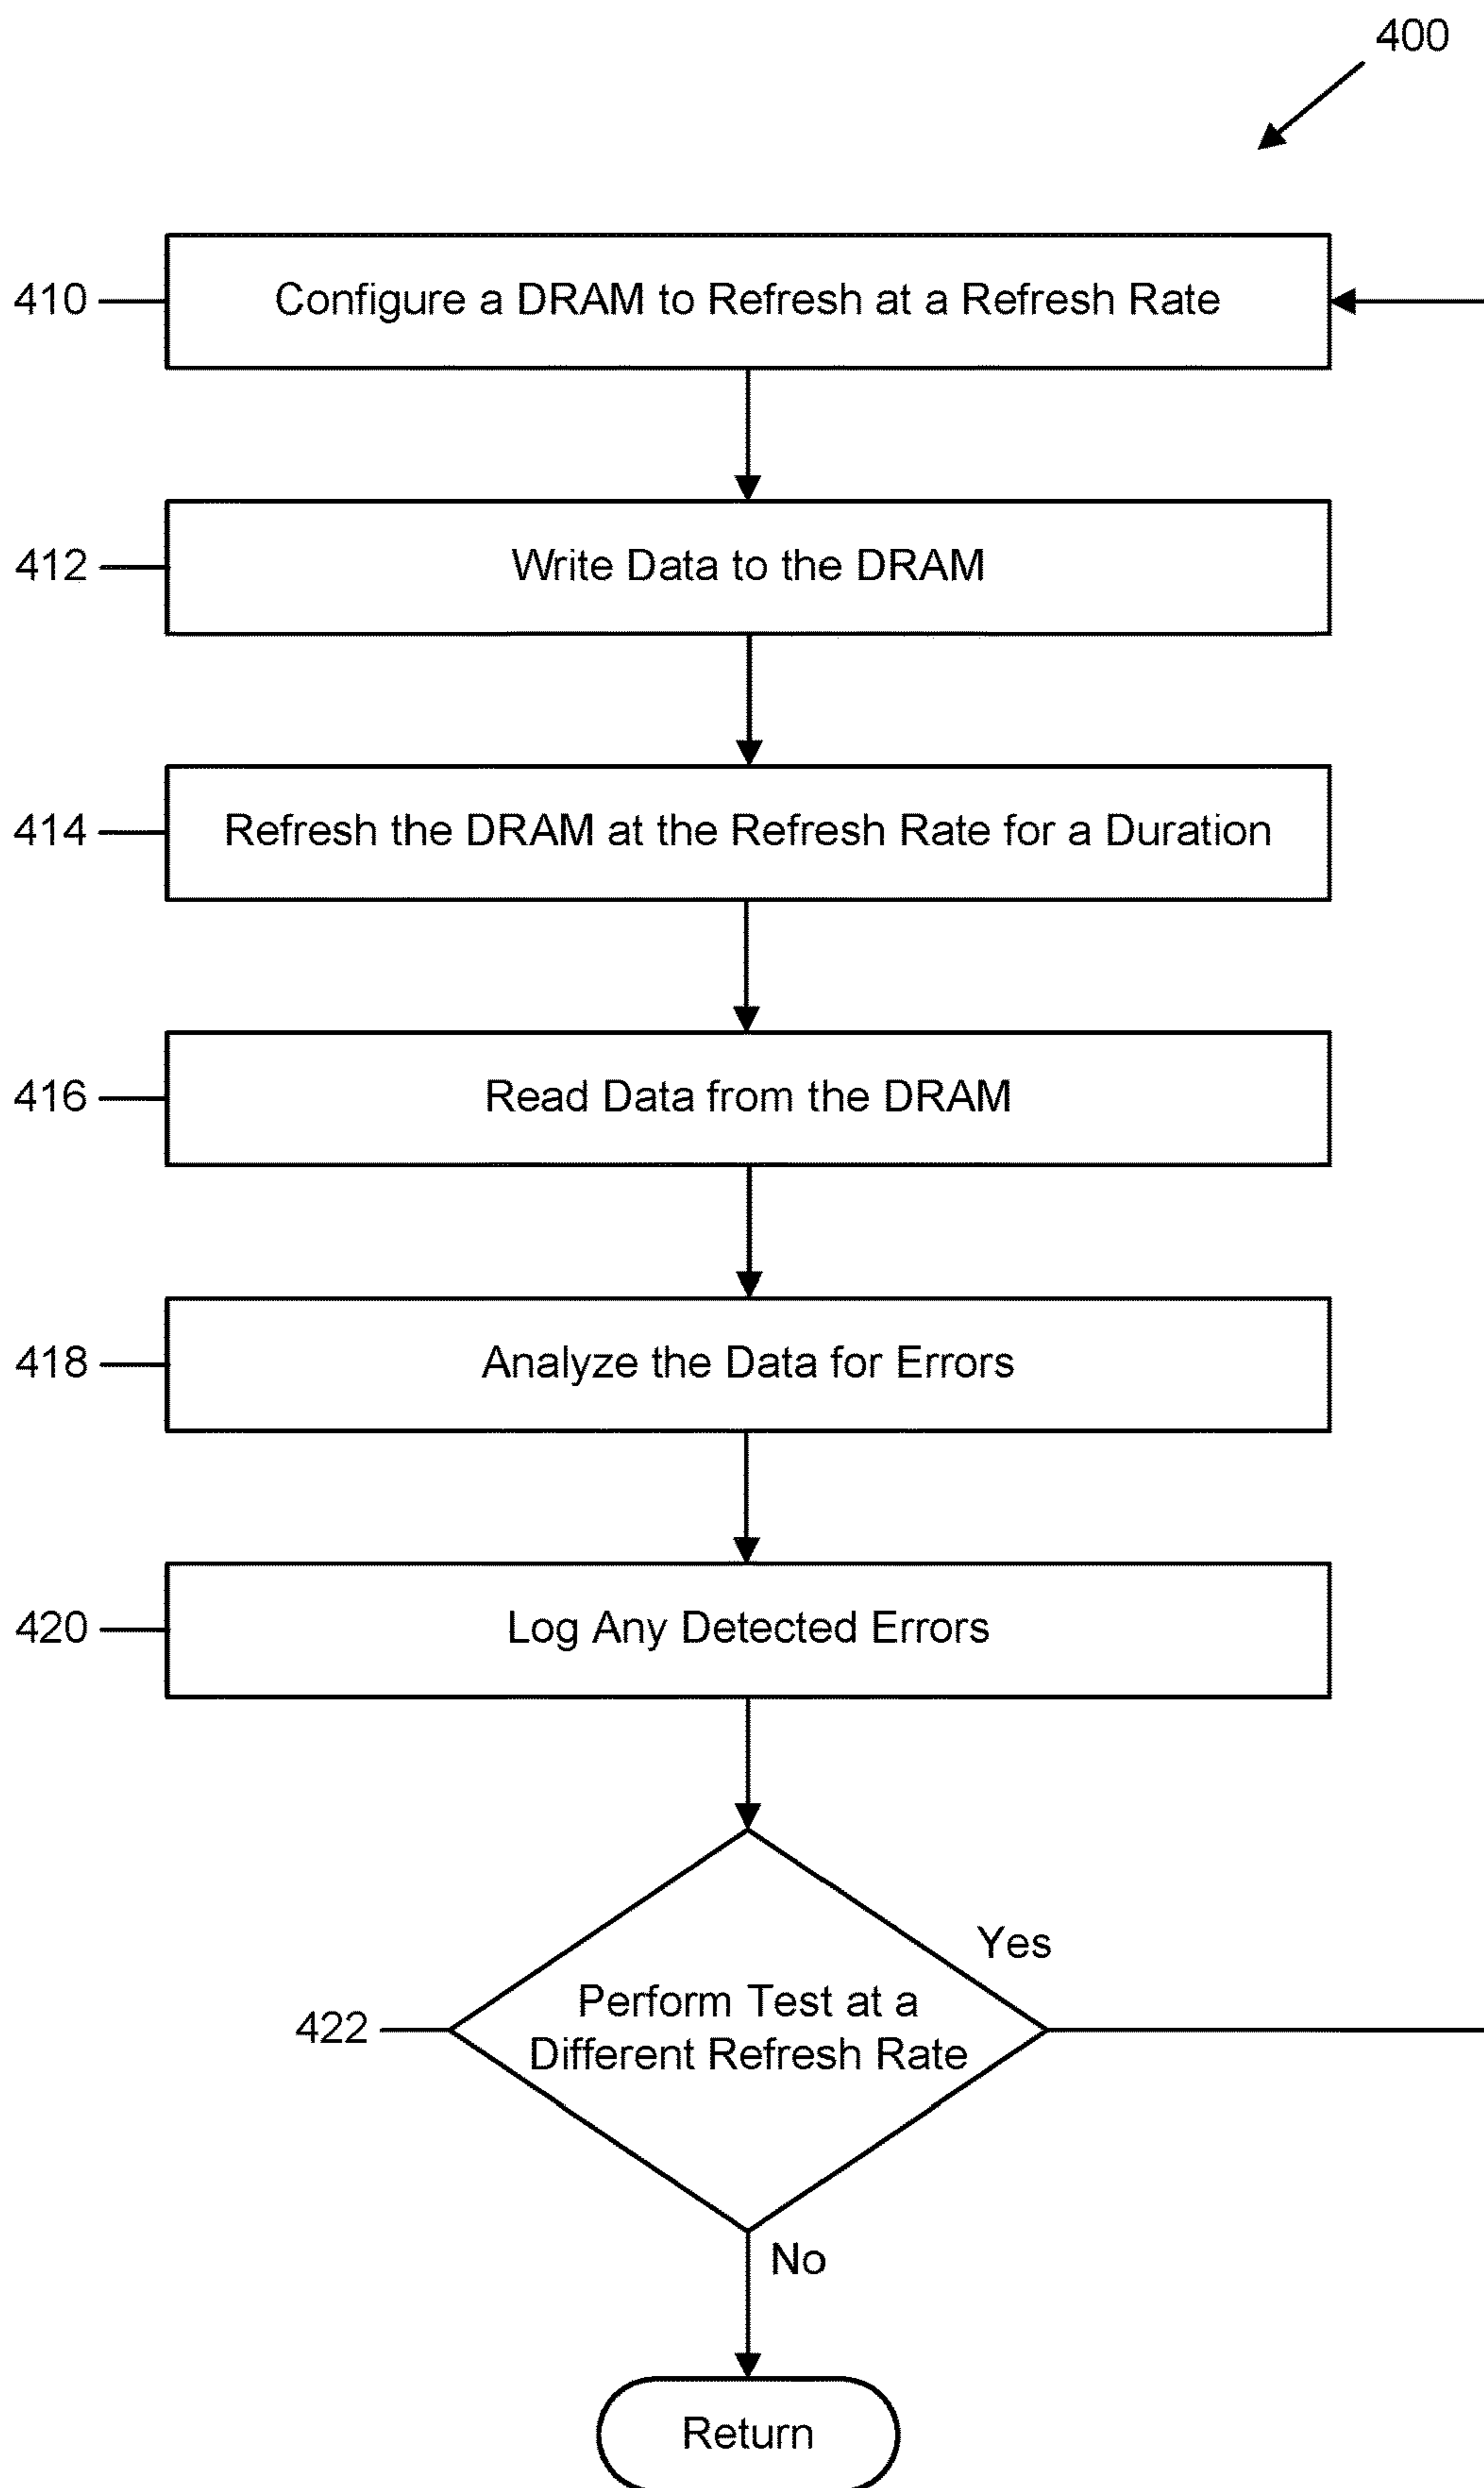 400
410
Configure a DRAM to Refresh at a Refresh Rate
412
Write Data to the DRAM
414
Refresh the DRAM at the Refresh Rate for a Duration
416
Read Data from the DRAM
418
Analyze the Data for Errors
420
Log Any Detected Errors
Yes
422
Perform Test at a
Different Refresh Rate
No
Return